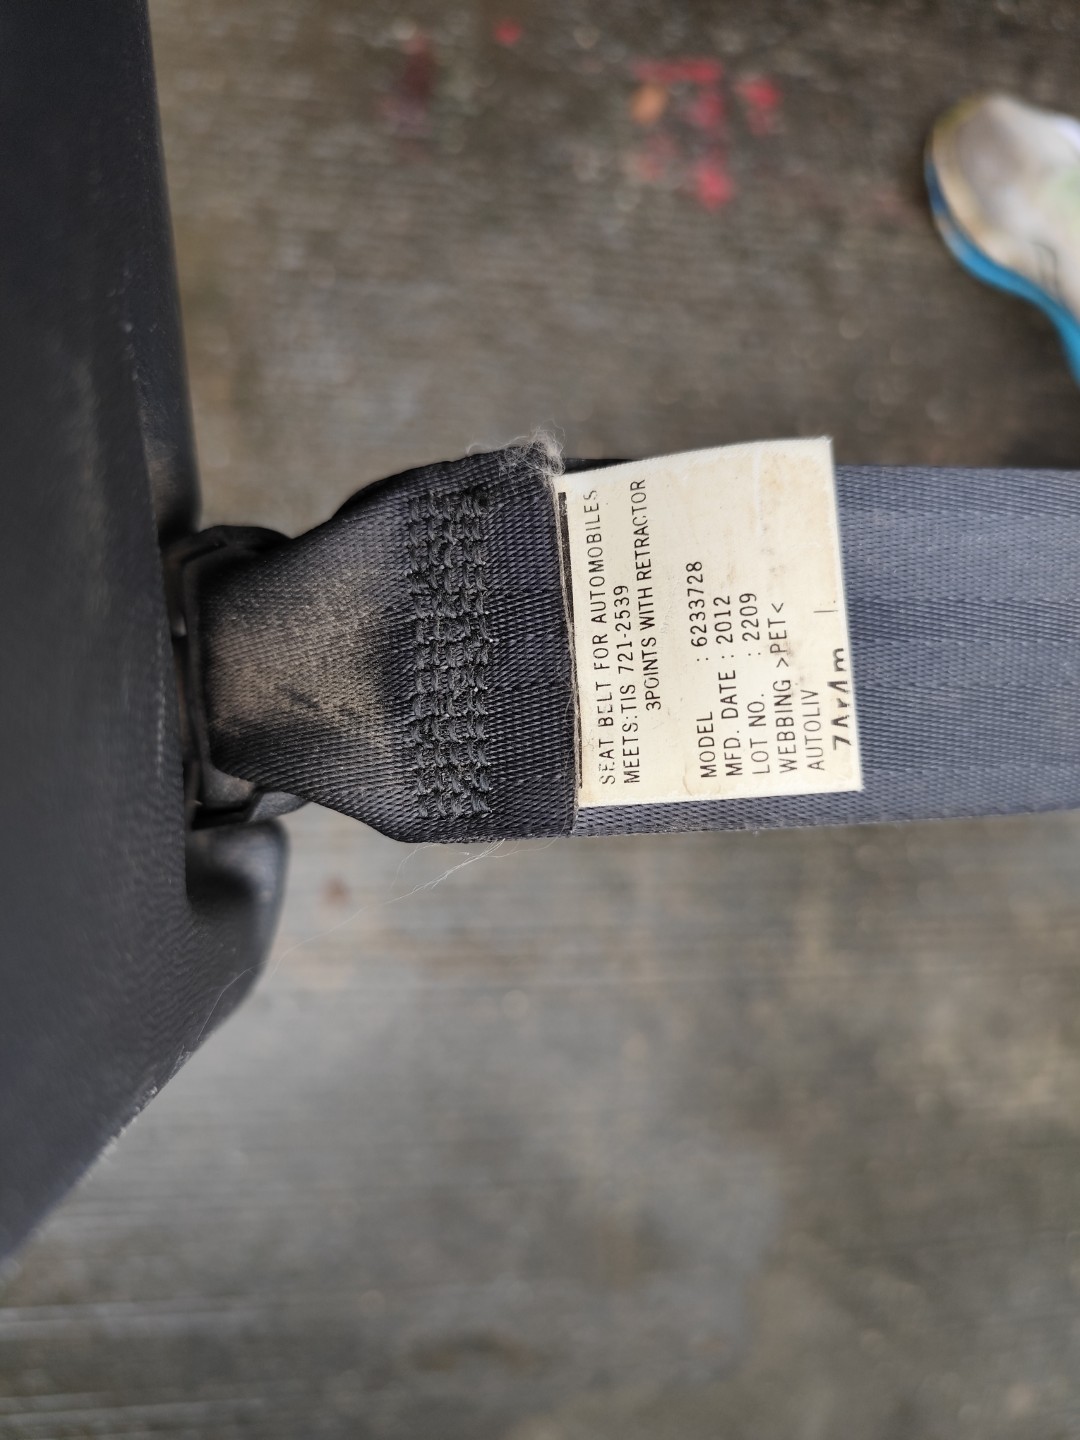 SEAT BELT FOR AUTOMOBILES
MEETS:TIS 721-2539
3POINTS WITH RETRACTOR
MODEL : 6233728
MFD. DATE : 2012
LOT NO. : 2209
WEBBING >PET<
AUTOLIV